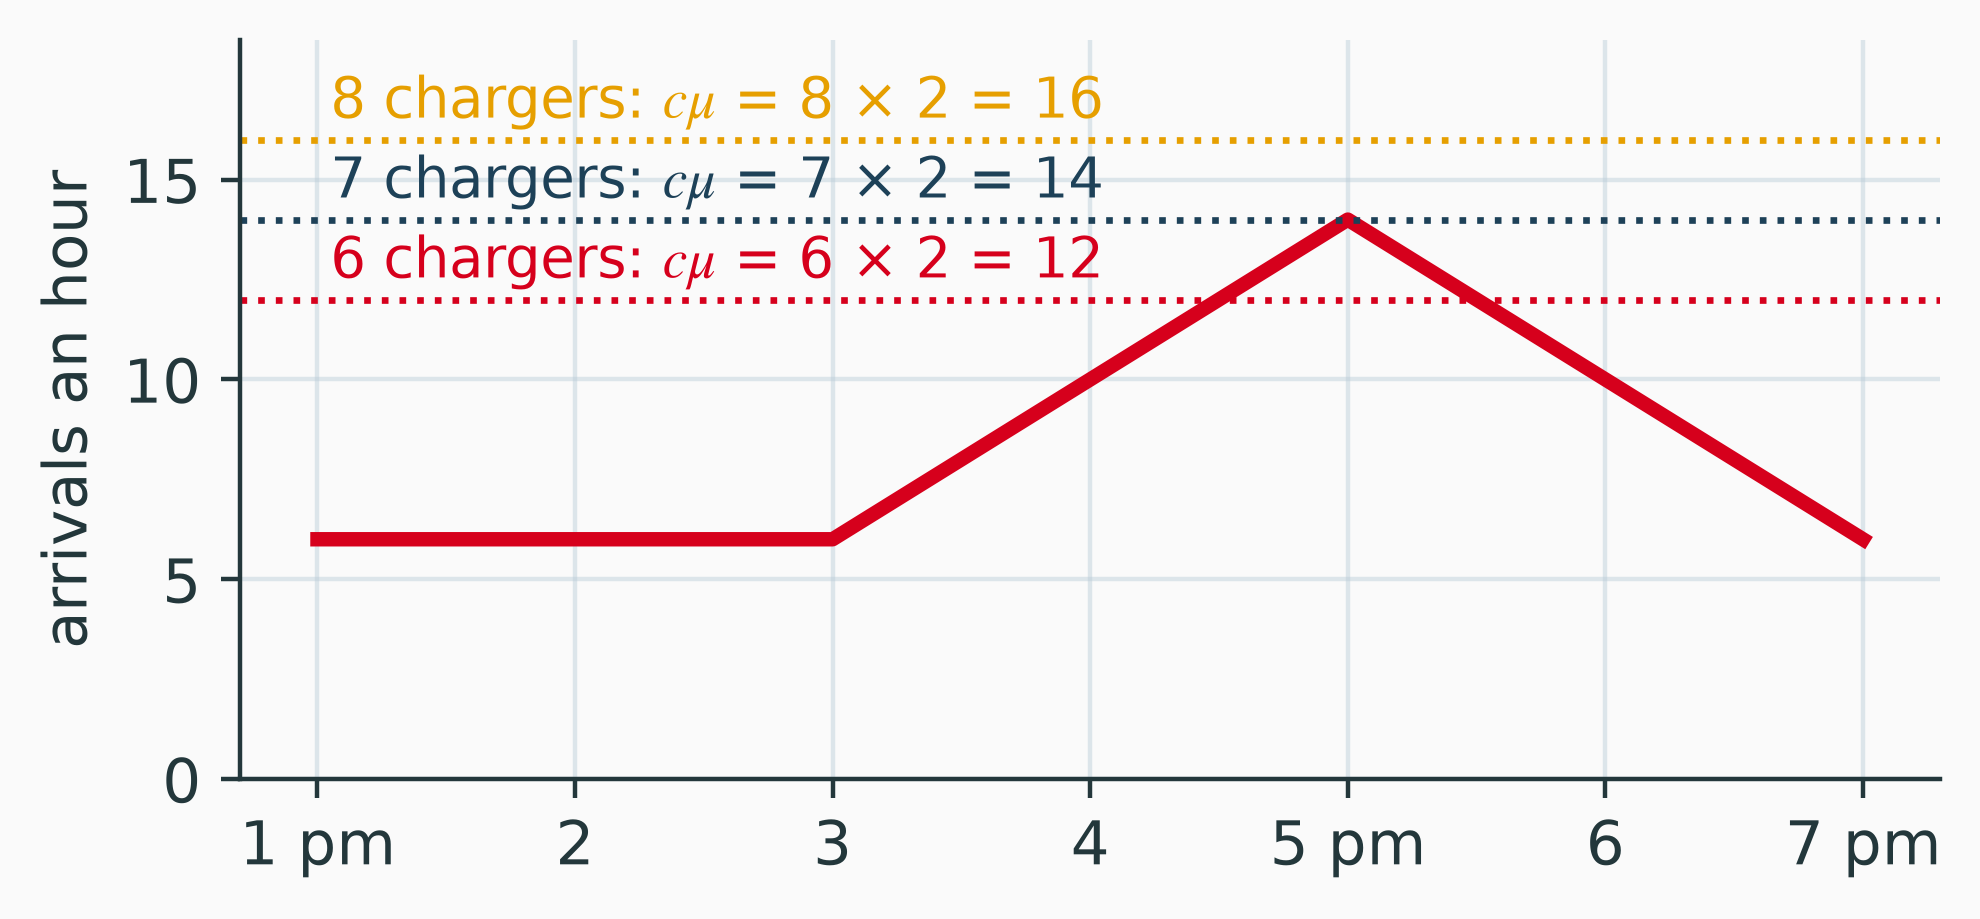 8 chargers: cμ = 8 × 2 = 16
7 chargers: cμ = 7 × 2 = 14
6 chargers: cμ = 6 × 2 = 12
arrivals an hour
15
10
5
0
1 pm 2 3 4 5 pm 6 7 pm